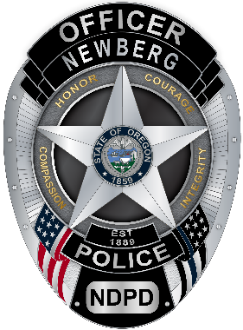 OFFICER
NEWBERG
HONOR
COURAGE
COMPASSION
INTEGRITY
STATE OF OREGON
1859
EST
1889
POLICE
NDPD